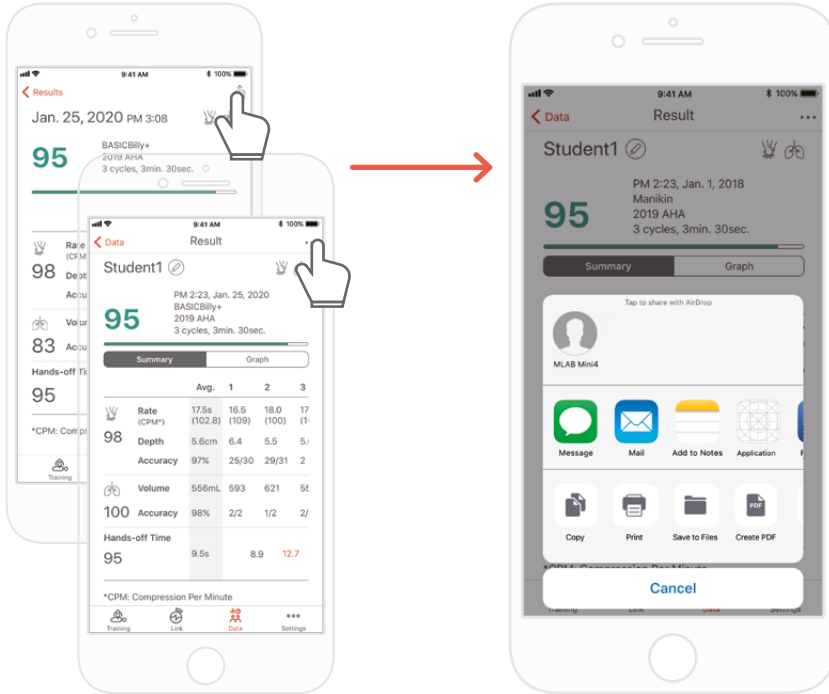 9:41 AM
100%
Results
Jan. 25, 2020 PM 3:08
95
BASICBilly+
2019 AHA
3 cycles, 3min. 30sec.
Rate
98
83
Hands-off
95
9:41 AM
100%
Data
Result
Student1
PM 2:23, Jan. 25, 2020
BASICBilly+
2019 AHA
3 cycles, 3min. 30sec.
95
Summary
Graph
Avg. 1 2 3
Rate 17.5s 16.5 18.0 17
(CPM*) (102.8) (109) (100)
98
Depth 5.6cm 6.4 5.5
Accuracy 97% 25/30 29/31 2
Volume 556mL 593 621
100 Accuracy 98% 2/2 1/2 2/
Hands-off Time
95
9.5s 8.9 12.7
*CPM: Compression Per Minute
Training Link Data Settings
*CPM:
Training
9:41 AM
100%
Data
Result
...
Student1
PM 2:23, Jan. 1, 2018
Manikin
2019 AHA
3 cycles, 3min. 30sec.
95
Summary
Graph
Tap to share with AirDrop
MLAB Mini4
Message Mail Add to Notes Application
Copy Print Save to Files Create PDF
Cancel